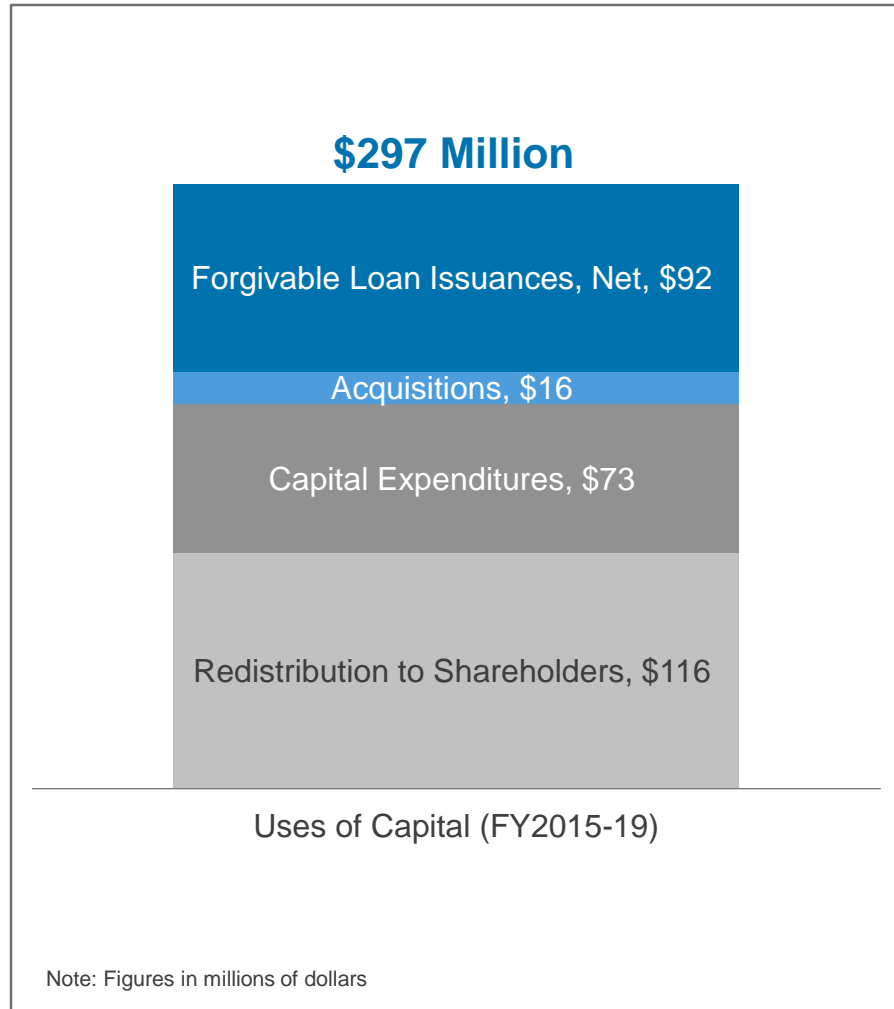 $297 Million
Forgivable Loan Issuances, Net, $92
Acquisitions, $16
Capital Expenditures, $73
Redistribution to Shareholders, $116
Uses of Capital (FY2015-19)
Note: Figures in millions of dollars